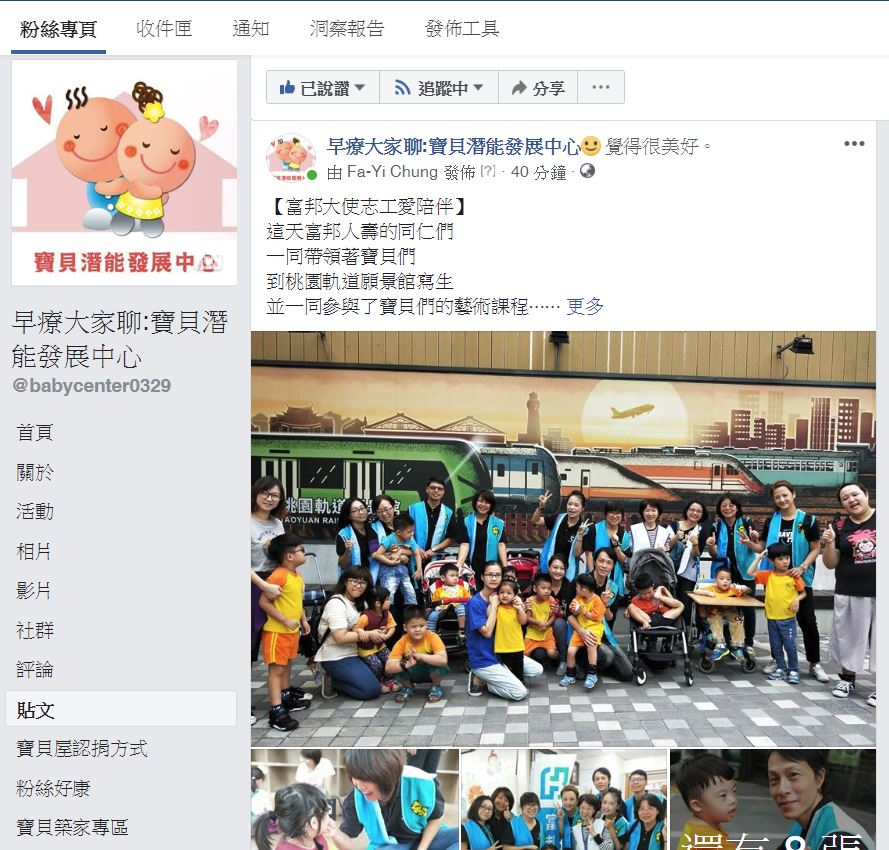 粉絲專頁 收件匣 通知 洞察報告 發佈工具
寶貝潛能發展中心
早療大家聊:寶貝潛
能發展中心
@babycenter0329
首頁
關於
活動
相片
影片
社群
評論
貼文
寶貝屋認捐方式
粉絲好康
寶貝築家專區
已說讚 追蹤中 分享 ...
早療大家聊:寶貝潛能發展中心 覺得很美好。
由 Fa-Yi Chung 發佈 [?] · 40 分鐘 ·
【富邦大使志工愛陪伴】
這天富邦人壽的同仁們
一同帶領著寶貝們
到桃園軌道願景館寫生
並一同參與了寶貝們的藝術課程…… 更多
桃園軌道
館
還有 8 張